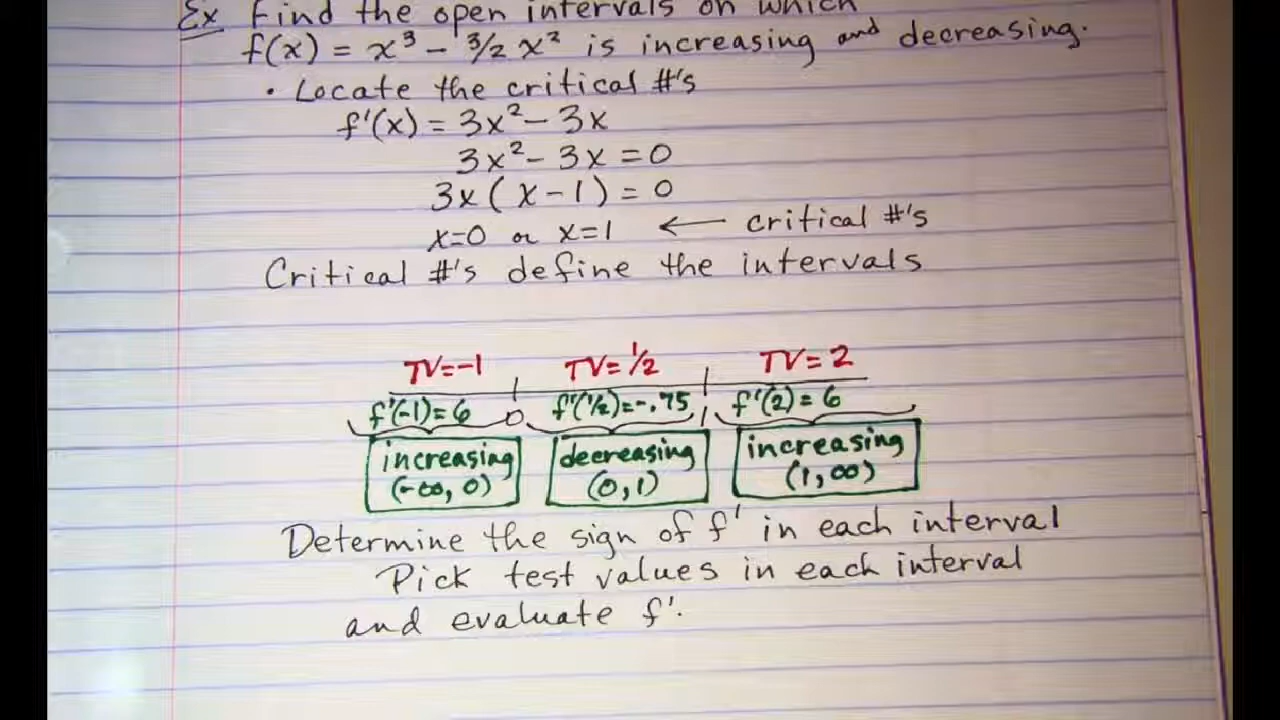 Ex Find the open intervals on which
f(x) = x³ - 3/2 x² is increasing and decreasing.
• Locate the critical #'s
f'(x) = 3x² - 3x
3x² - 3x = 0
3x(x-1) = 0
x=0 or x=1 ← critical #'s
Critical #'s define the intervals
TV=-1 TV=1/2 TV=2
f'(-1)=6 f'(1/2)=-.75 f'(2)=6
0 1
increasing decreasing increasing
(-∞, 0) (0,1) (1,∞)
Determine the sign of f' in each interval
Pick test values in each interval
and evaluate f'.